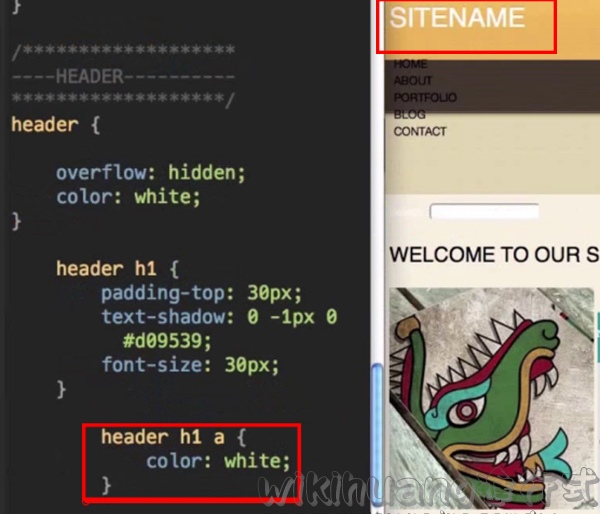 }
/*******************
----HEADER----------
*******************/
header {
overflow: hidden;
color: white;
}
header h1 {
padding-top: 30px;
text-shadow: 0 -1px 0
#d09539;
font-size: 30px;
}
header h1 a {
color: white;
}
SITENAME
HOME
ABOUT
PORTFOLIO
BLOG
CONTACT
WELCOME TO OUR S